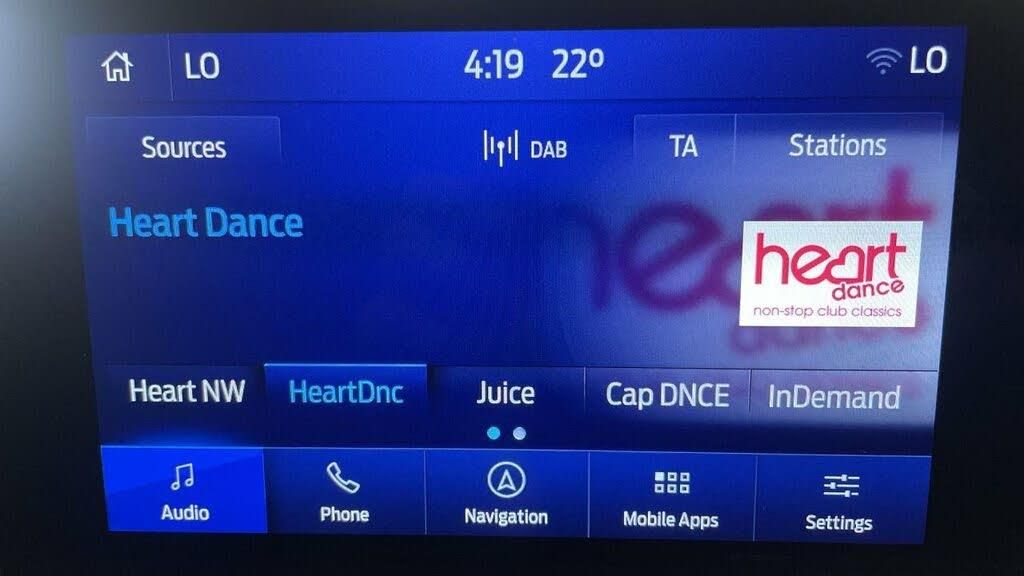 LO 4:19 22º LO
Sources DAB TA Stations
Heart Dance
heart
dance
non-stop club classics
Heart NW HeartDnc Juice Cap DNCE InDemand
Audio Phone Navigation Mobile Apps Settings